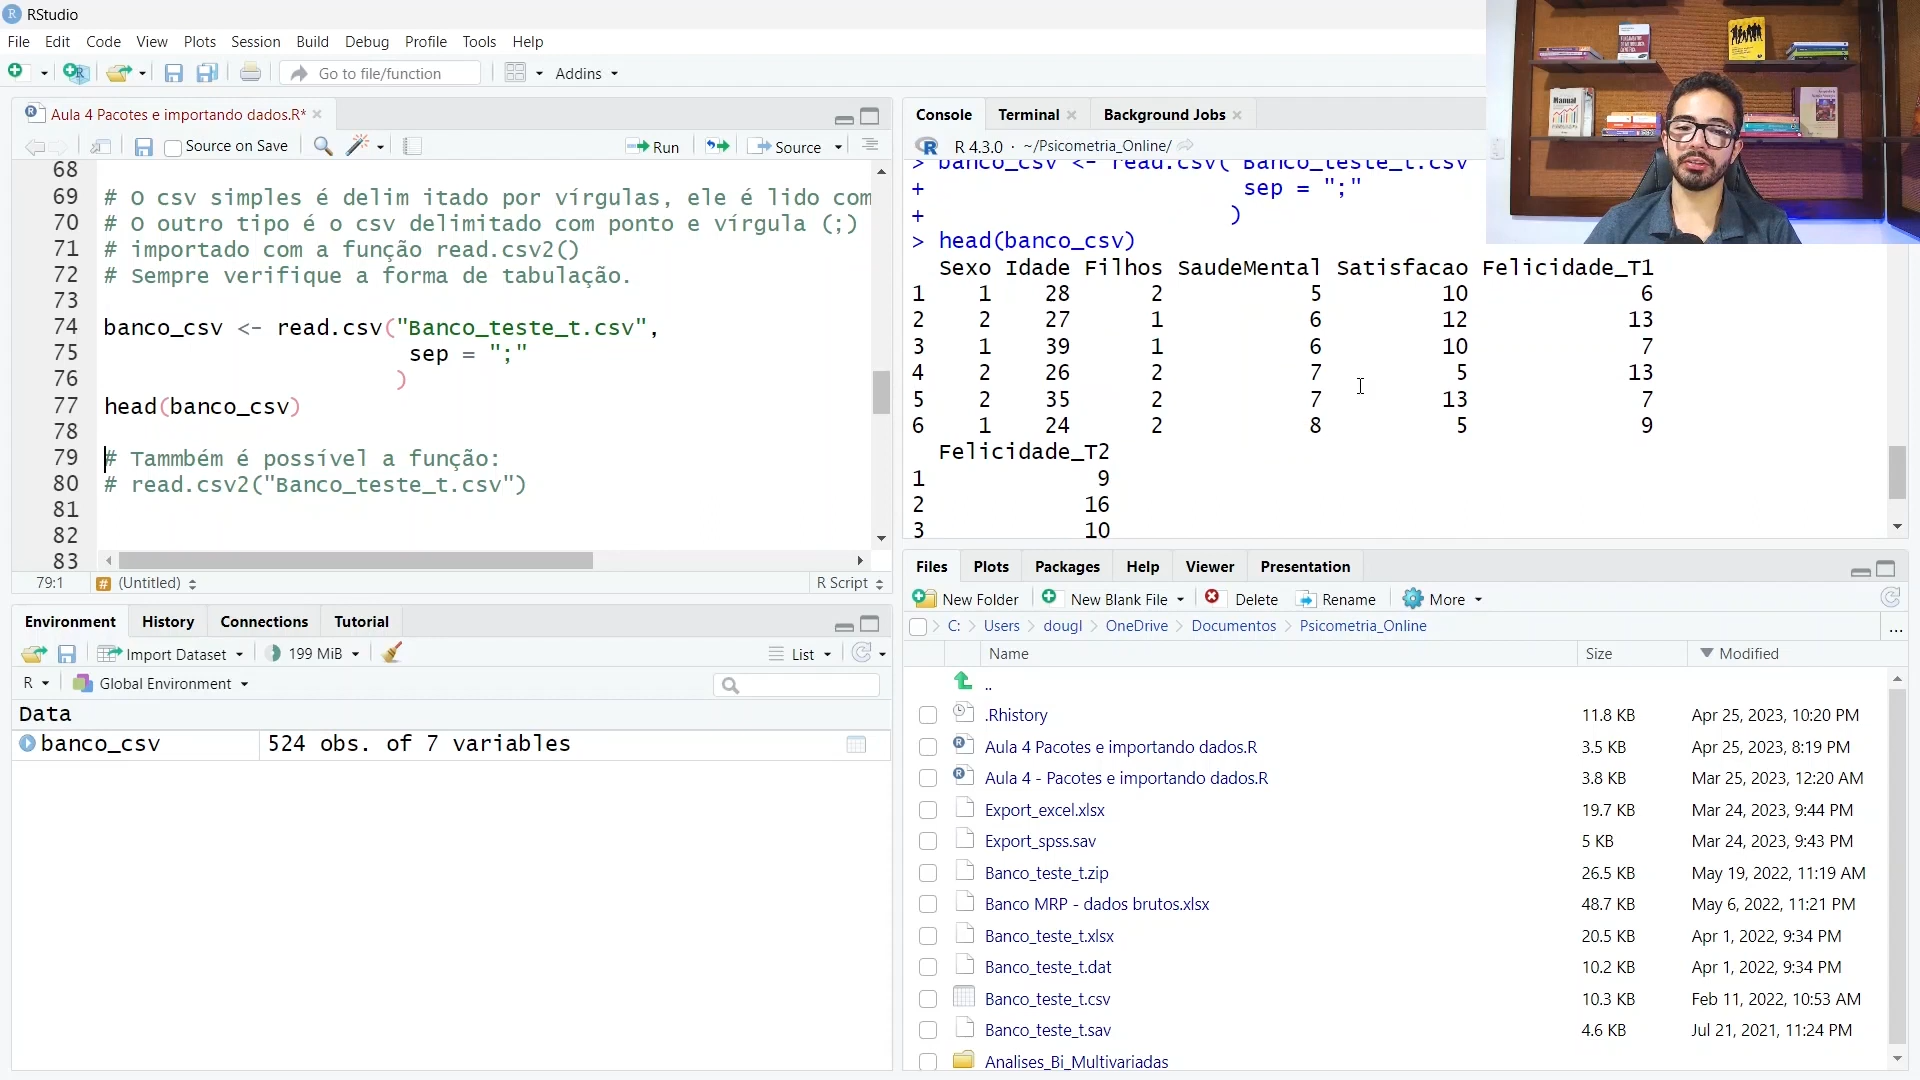 RStudio
File Edit Code View Plots Session Build Debug Profile Tools Help
Go to file/function Addins
Aula 4 Pacotes e importando dados.R*
Source on Save Run Source
68
69 # O csv simples é delim itado por vírgulas, ele é lido com
70 # O outro tipo é o csv delimitado com ponto e vírgula (;)
71 # importado com a função read.csv2()
72 # Sempre verifique a forma de tabulação.
73
74 banco_csv <- read.csv("Banco_teste_t.csv",
75 sep = ";"
76 )
77 head(banco_csv)
78
79 # Tammbém é possível a função:
80 # read.csv2("Banco_teste_t.csv")
81
82
83
79:1 # (Untitled) R Script
Console Terminal Background Jobs
R 4.3.0 · ~/Psicometria_Online/
> banco_csv <- read.csv("Banco_teste_t.csv
+ sep = ";"
+ )
> head(banco_csv)
Sexo Idade Filhos SaudeMental Satisfacao Felicidade_T1
1 1 28 2 5 10 6
2 2 27 1 6 12 13
3 1 39 1 6 10 7
4 2 26 2 7 5 13
5 2 35 2 7 13 7
6 1 24 2 8 5 9
Felicidade_T2
1 9
2 16
3 10
Manual
Environment History Connections Tutorial
Import Dataset 199 MiB List
R Global Environment
Data
banco_csv 524 obs. of 7 variables
Files Plots Packages Help Viewer Presentation
New Folder New Blank File Delete Rename More
C: Users dougl OneDrive Documentos Psicometria_Online ...
Name Size Modified
..
.Rhistory 11.8 KB Apr 25, 2023, 10:20 PM
Aula 4 Pacotes e importando dados.R 3.5 KB Apr 25, 2023, 8:19 PM
Aula 4 - Pacotes e importando dados.R 3.8 KB Mar 25, 2023, 12:20 AM
Export_excel.xlsx 19.7 KB Mar 24, 2023, 9:44 PM
Export_spss.sav 5 KB Mar 24, 2023, 9:43 PM
Banco_teste_t.zip 26.5 KB May 19, 2022, 11:19 AM
Banco MRP - dados brutos.xlsx 48.7 KB May 6, 2022, 11:21 PM
Banco_teste_t.xlsx 20.5 KB Apr 1, 2022, 9:34 PM
Banco_teste_t.dat 10.2 KB Apr 1, 2022, 9:34 PM
Banco_teste_t.csv 10.3 KB Feb 11, 2022, 10:53 AM
Banco_teste_t.sav 4.6 KB Jul 21, 2021, 11:24 PM
Analises_Bi_Multivariadas